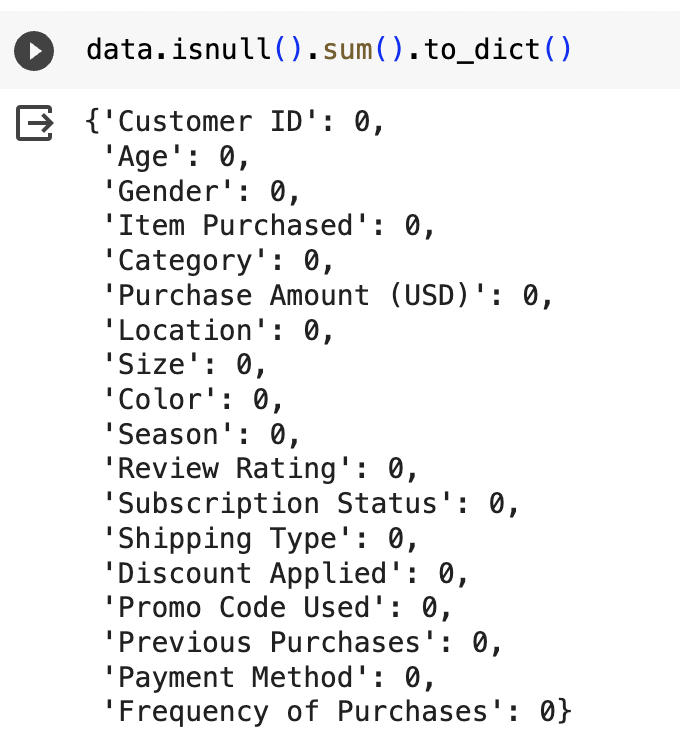 data.isnull().sum().to_dict()
{'Customer ID': 0,
'Age': 0,
'Gender': 0,
'Item Purchased': 0,
'Category': 0,
'Purchase Amount (USD)': 0,
'Location': 0,
'Size': 0,
'Color': 0,
'Season': 0,
'Review Rating': 0,
'Subscription Status': 0,
'Shipping Type': 0,
'Discount Applied': 0,
'Promo Code Used': 0,
'Previous Purchases': 0,
'Payment Method': 0,
'Frequency of Purchases': 0}